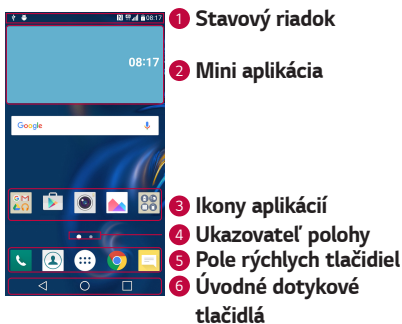 08:17
1 Stavový riadok
08:17
2 Mini aplikácia
Google
3 Ikony aplikácií
4 Ukazovateľ polohy
5 Pole rýchlych tlačidiel
6 Úvodné dotykové
tlačidlá